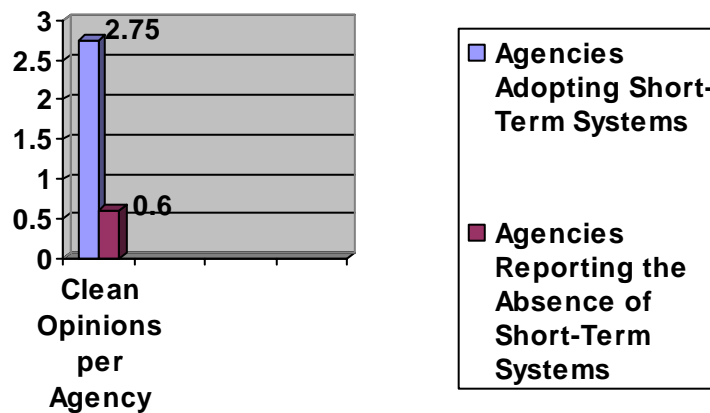 3
2.5
2
1.5
1
0.5
0
2.75
0.6
Clean
Opinions
per
Agency
Agencies
Adopting Short-
Term Systems
Agencies
Reporting the
Absence of
Short-Term
Systems